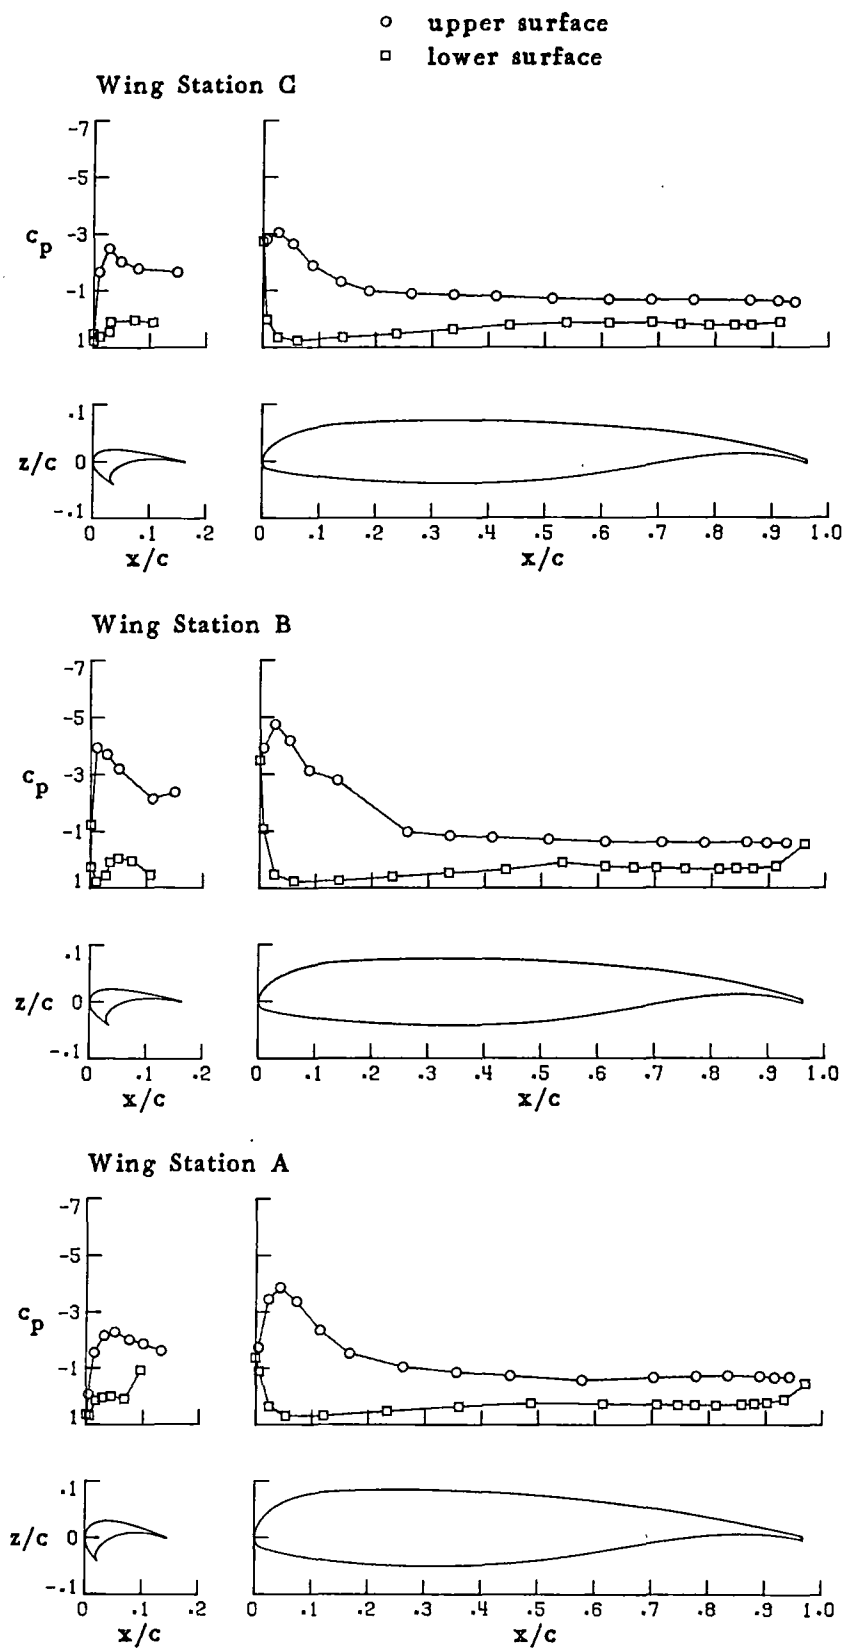 upper surface
lower surface
Wing Station C
-7
-5
-3
-1
1
c_p
.1
0
-.1
z/c
0 .1 .2
x/c
0 .1 .2 .3 .4 .5 .6 .7 .8 .9 1.0
x/c
Wing Station B
-7
-5
-3
-1
1
c_p
.1
0
-.1
z/c
0 .1 .2
x/c
0 .1 .2 .3 .4 .5 .6 .7 .8 .9 1.0
x/c
Wing Station A
-7
-5
-3
-1
1
c_p
.1
0
-.1
z/c
0 .1 .2
x/c
0 .1 .2 .3 .4 .5 .6 .7 .8 .9 1.0
x/c